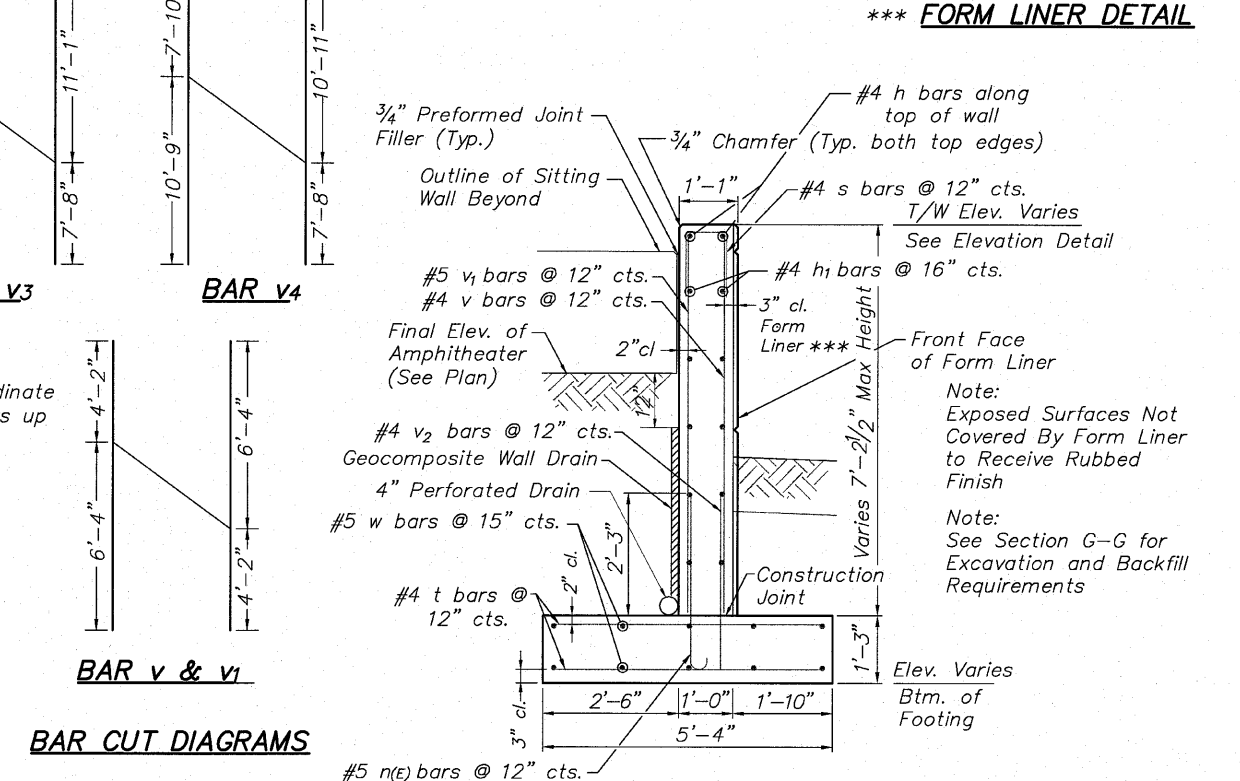 *** FORM LINER DETAIL
7'-10
11'-1"
10'-11"
10'-9"
7'-8"
7'-8"
V3
BAR V4
4'-2"
6'-4"
6'-4"
4'-2"
dinate
s up
BAR v & v1
BAR CUT DIAGRAMS
3/4" Preformed Joint
Filler (Typ.)
Outline of Sitting
Wall Beyond
#4 h bars along
top of wall
3/4" Chamfer (Typ. both top edges)
1'-1"
#4 s bars @ 12" cts.
T/W Elev. Varies
See Elevation Detail
#5 v1 bars @ 12" cts.
#4 v bars @ 12" cts.
#4 h1 bars @ 16" cts.
3" cl.
Form
Liner ***
Final Elev. of
Amphitheater
(See Plan)
2"cl
1'2"
Varies 7'-2 1/2" Max Height
Front Face
of Form Liner
Note:
Exposed Surfaces Not
Covered By Form Liner
to Receive Rubbed
Finish
#4 v2 bars @ 12" cts.
Geocomposite Wall Drain
4" Perforated Drain
#5 w bars @ 15" cts.
2'-3"
2" cl.
Note:
See Section G-G for
Excavation and Backfill
Requirements
Construction
Joint
#4 t bars @
12" cts.
1'-3"
Elev. Varies
Btm. of
Footing
3" cl.
2'-6"
1'-0"
1'-10"
5'-4"
#5 n(E) bars @ 12" cts.